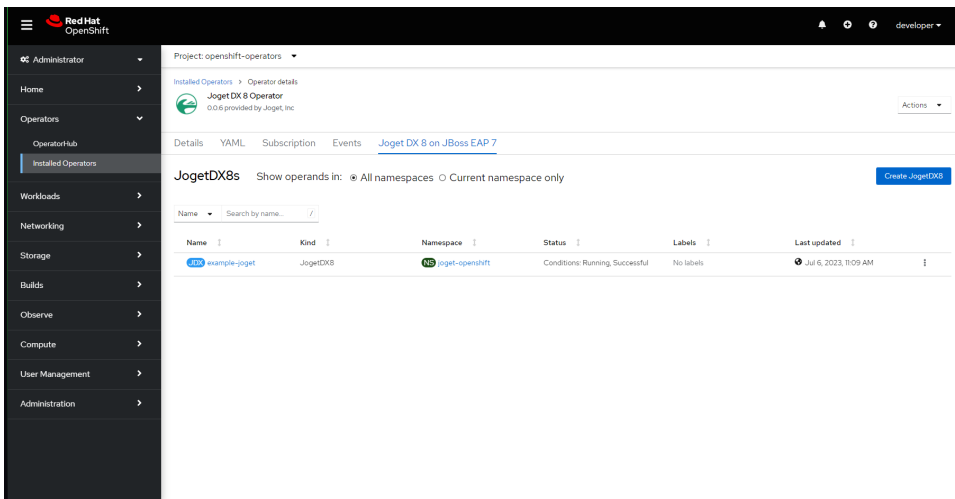 Red Hat
OpenShift
developer
Administrator
Home
Operators
OperatorHub
Installed Operators
Workloads
Networking
Storage
Builds
Observe
Compute
User Management
Administration
Project: openshift-operators
Installed Operators > Operator details
Joget DX 8 Operator
0.0.6 provided by Joget, Inc
Actions
Details YAML Subscription Events Joget DX 8 on JBoss EAP 7
JogetDX8s Show operands in: All namespaces Current namespace only
Create JogetDX8
Name Search by name... /
Name Kind Namespace Status Labels Last updated
JDX example-joget JogetDX8 NS joget-openshift Conditions: Running, Successful No labels Jul 6, 2023, 11:09 AM